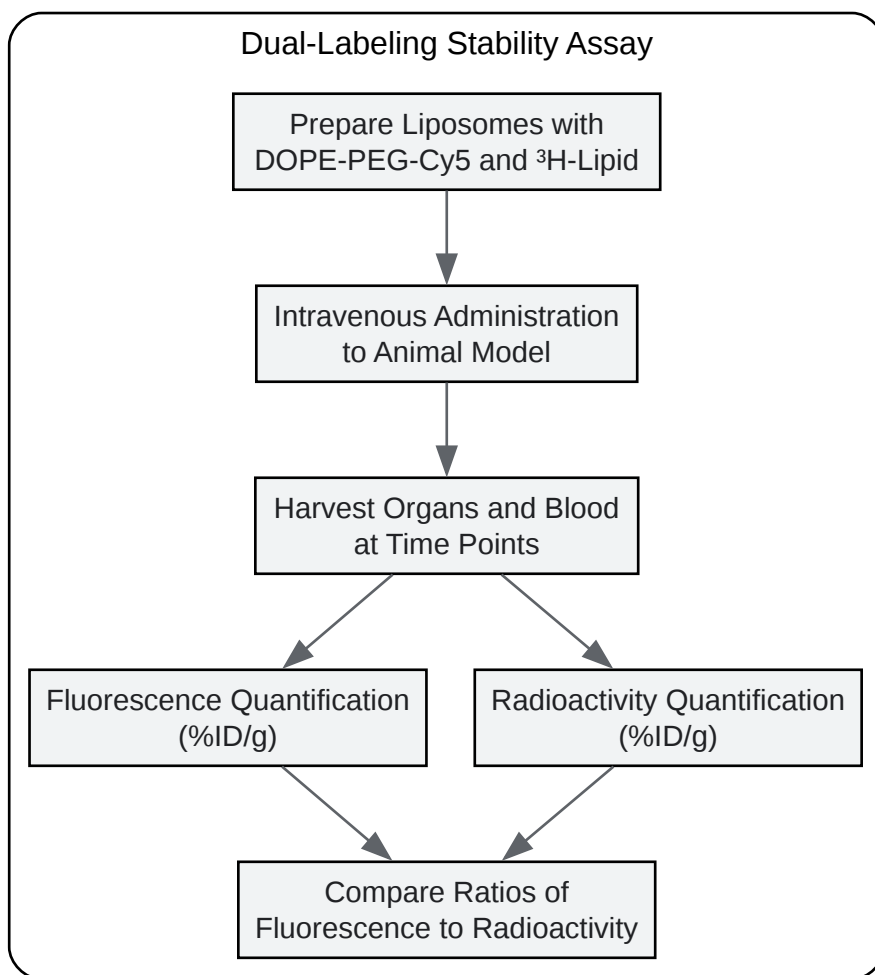 Dual-Labeling Stability Assay
Prepare Liposomes with
DOPE-PEG-Cy5 and ³H-Lipid
Intravenous Administration
to Animal Model
Harvest Organs and Blood
at Time Points
Fluorescence Quantification
(%ID/g)
Radioactivity Quantification
(%ID/g)
Compare Ratios of
Fluorescence to Radioactivity